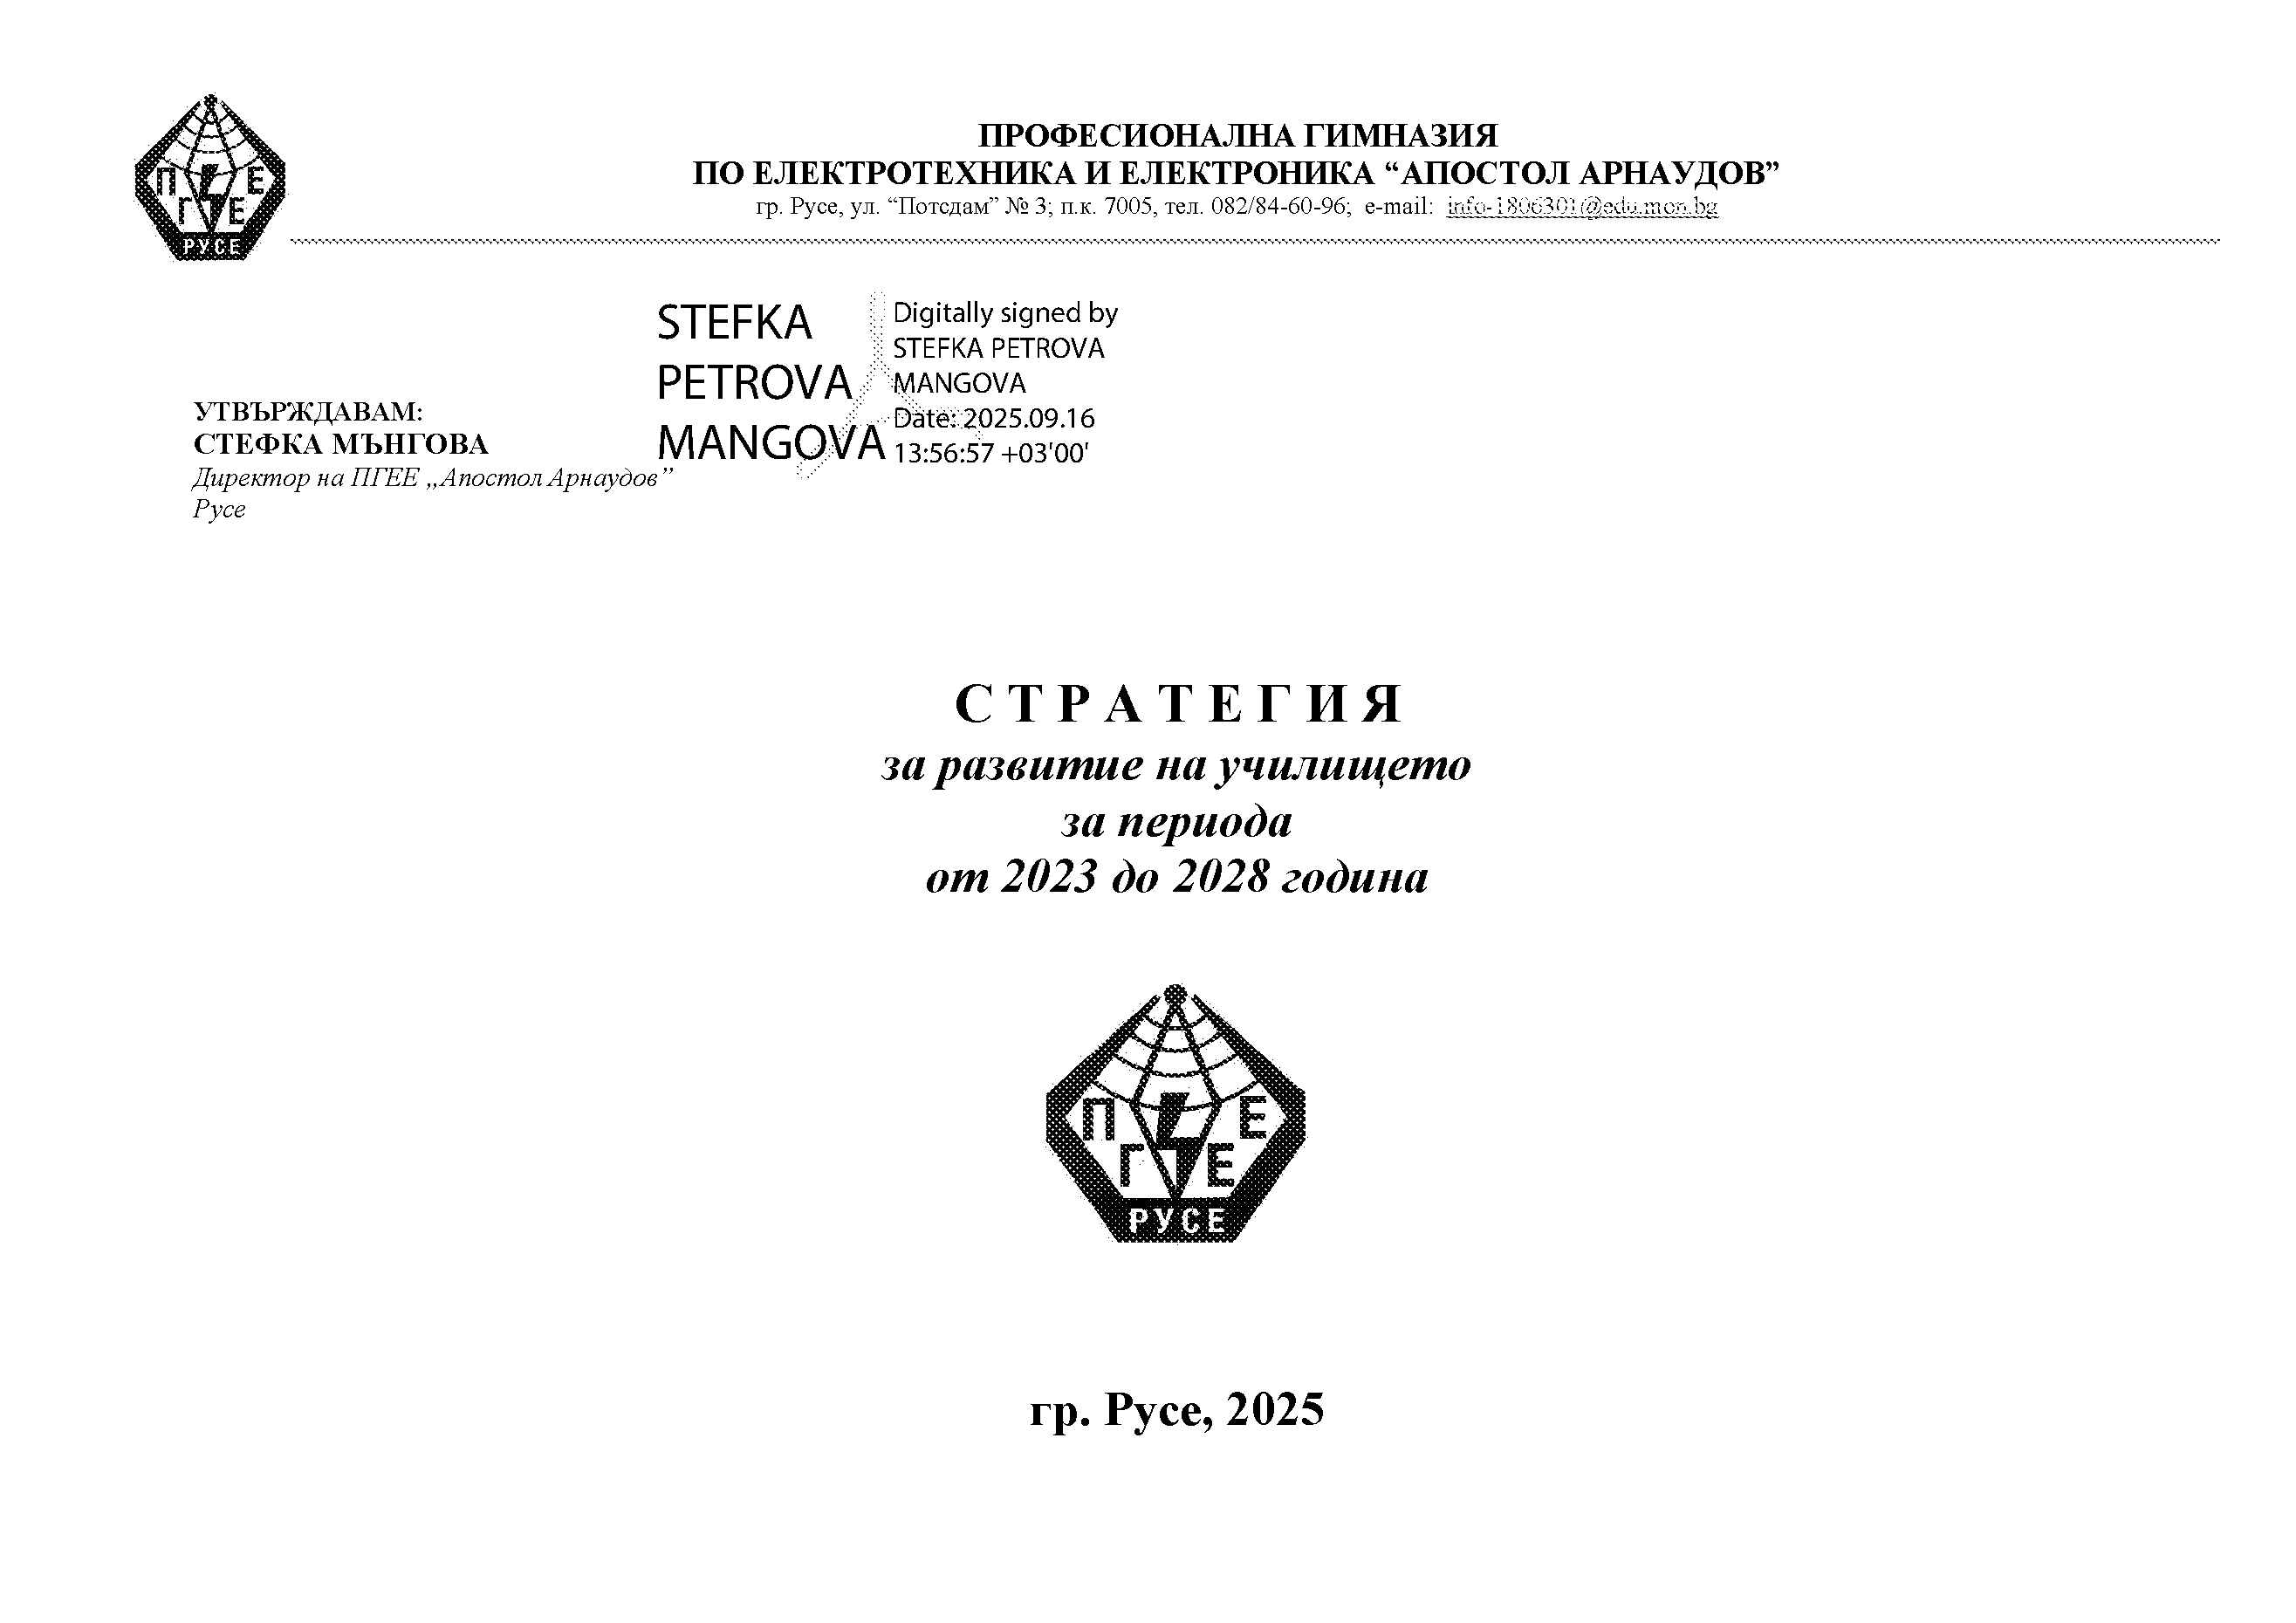 П Е
Г Е
РУСЕ
ПРОФЕСИОНАЛНА ГИМНАЗИЯ
ПО ЕЛЕКТРОТЕХНИКА И ЕЛЕКТРОНИКА “АПОСТОЛ АРНАУДОВ”
гр. Русе, ул. “Потсдам” № 3; п.к. 7005, тел. 082/84-60-96; e-mail: info-1806301@edu.mon.bg
УТВЪРЖДАВАМ:
СТЕФКА МЪНГОВА
Директор на ПГЕЕ „Апостол Арнаудов”
Русе
STEFKA
PETROVA
MANGOVA
Digitally signed by
STEFKA PETROVA
MANGOVA
Date: 2025.09.16
13:56:57 +03'00'
С Т Р А Т Е Г И Я
за развитие на училището
за периода
от 2023 до 2028 година
П Е
Г Е
РУСЕ
гр. Русе, 2025